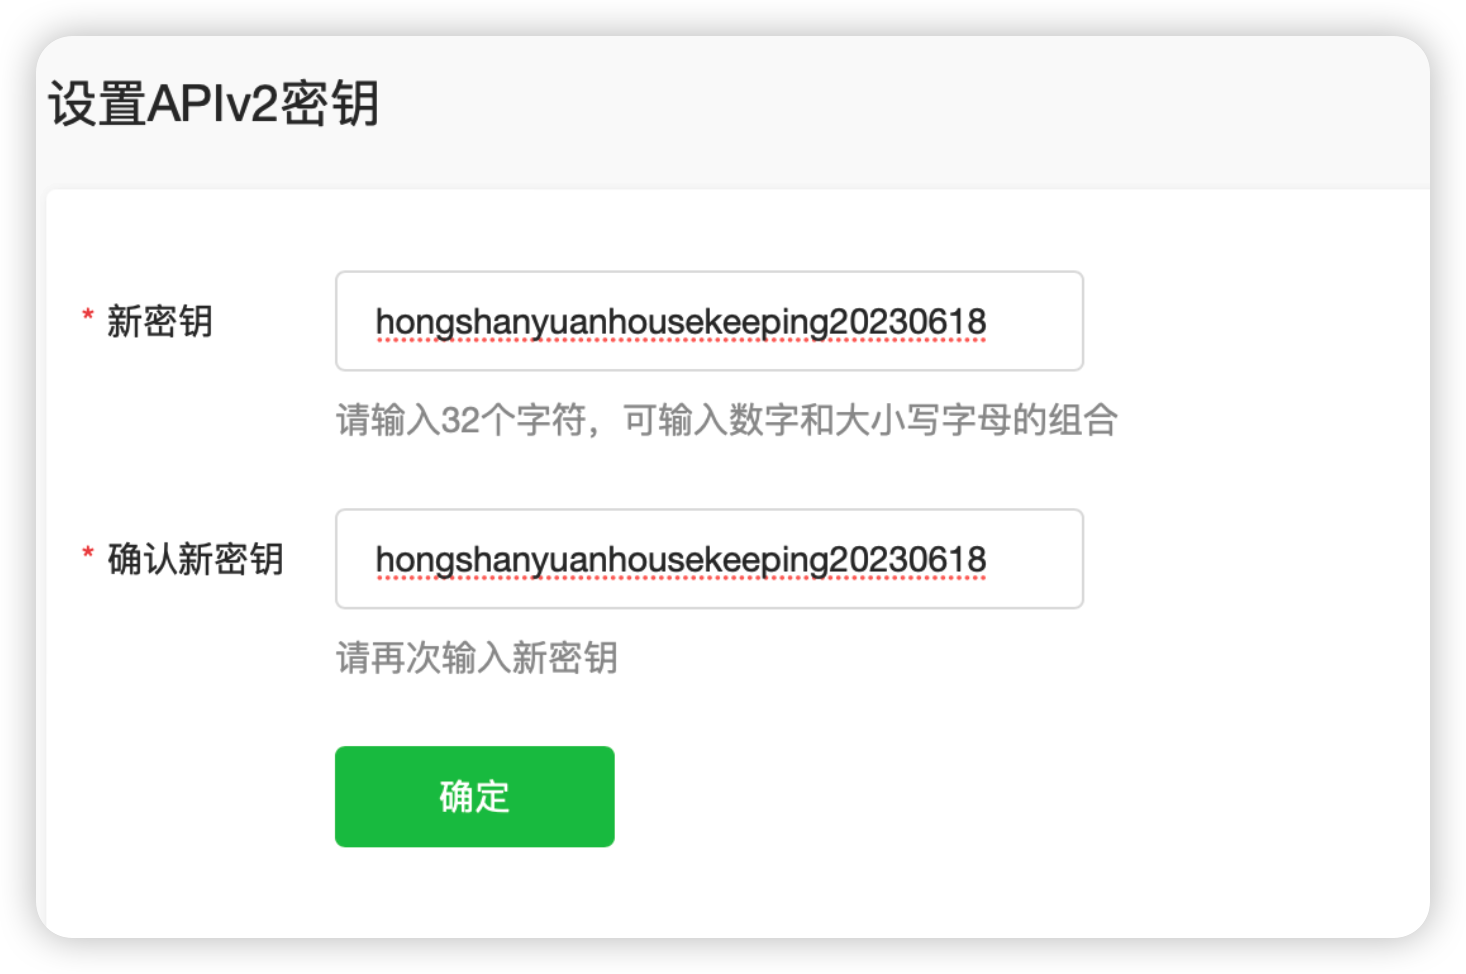 设置APIv2密钥
* 新密钥
hongshanyuanhousekeeping20230618
请输入32个字符，可输入数字和大小写字母的组合
* 确认新密钥
hongshanyuanhousekeeping20230618
请再次输入新密钥
确定